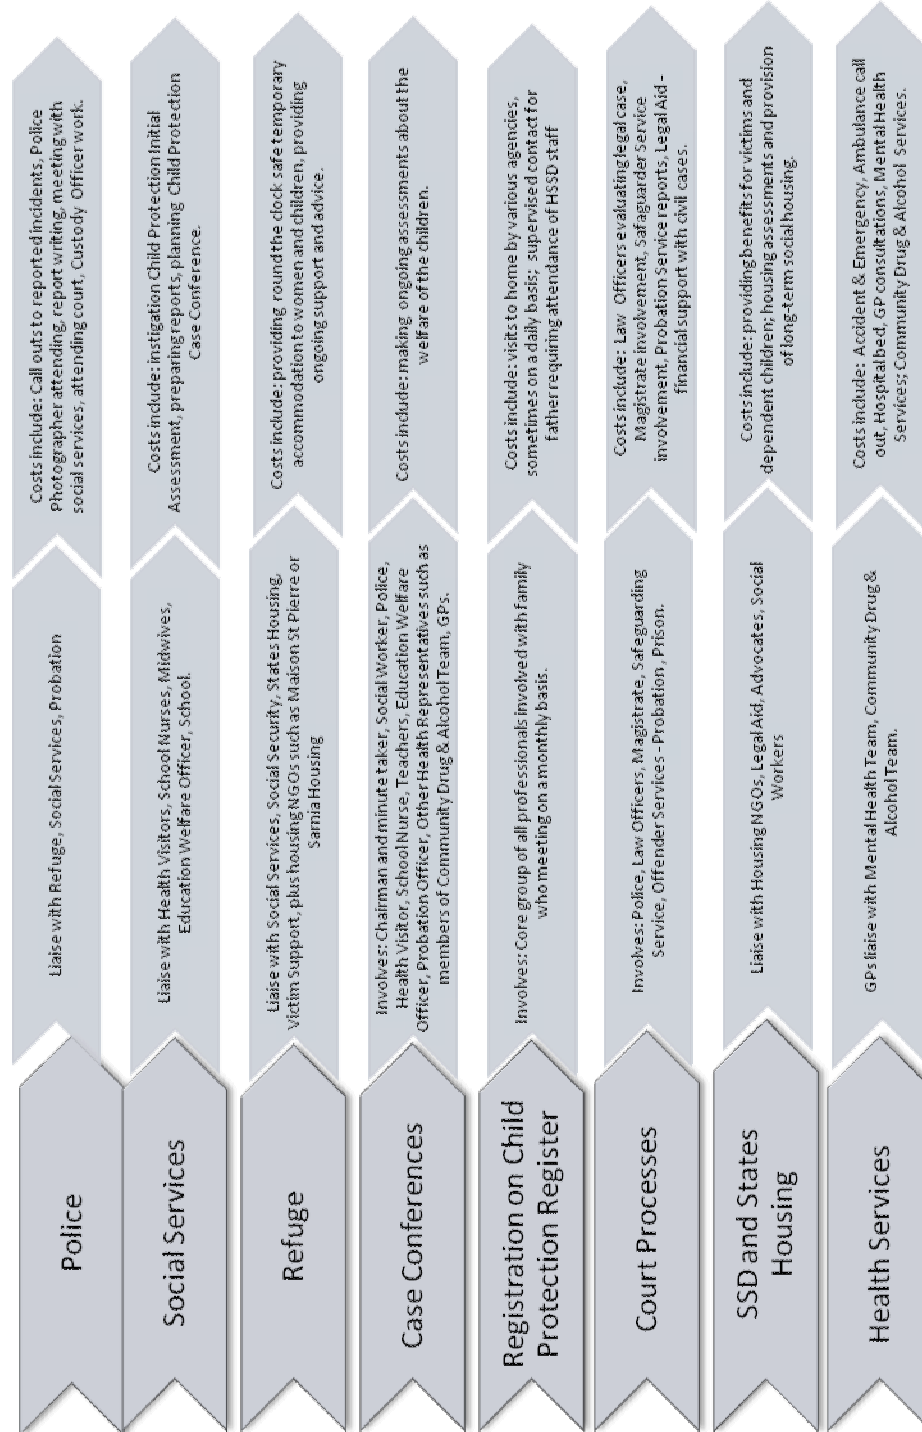 Police
Liaise with Refuge, Social Services, Probation
Costs include: Call outs to reported incidents, Police
Photographer attending, report writing, meeting with
social services, attending court, Custody Officer work.
Social Services
Liaise with Health Visitors, School Nurses, Midwives,
Education Welfare Officer, School.
Costs include: instigation Child Protection initial
Assessment, preparing reports, planning Child Protection
Case Conference.
Refuge
Liaise with Social Services, Social Security, States Housing,
Victim Support, plus housing NGOs such as Maison St Pierre or
Sarnia Housing
Costs include: providing round the clock safe temporary
accommodation to women and children, providing
ongoing support and advice.
Case Conferences
Involves: Chairman and minute taker, Social Worker, Police,
Health Visitor, School Nurse, Teachers, Education Welfare
Officer, Probation Officer, Other Health Representatives such as
members of Community Drug & Alcohol Team, GPs.
Costs include: making ongoing assessments about the
welfare of the children.
Registration on Child
Protection Register
Involves: Core group of all professionals involved with family
who meeting on a monthly basis.
Costs include: visits to home by various agencies,
sometimes on a daily basis; supervised contact for
father requiring attendance of HSSD staff
Court Processes
Involves: Police, Law Officers, Magistrate, Safeguarding
Service, Offender Services - Probation, Prison.
Costs include: Law Officers evaluating legal case,
Magistrate involvement, Safaguarder Service
involvement, Probation Service reports, Legal Aid -
financial support with civil cases.
SSD and States
Housing
Liaise with Housing NGOs, Legal Aid, Advocates, Social
Workers
Costs include: providing benefits for victims and
dependent children; housing assessments and provision
of long-term social housing.
Health Services
GPs liaise with Mental Health Team, Community Drug &
Alcohol Team.
Costs include: Accident & Emergency, Ambulance call
out, Hospital bed, GP consultations, Mental Health
Services; Community Drug & Alcohol Services.